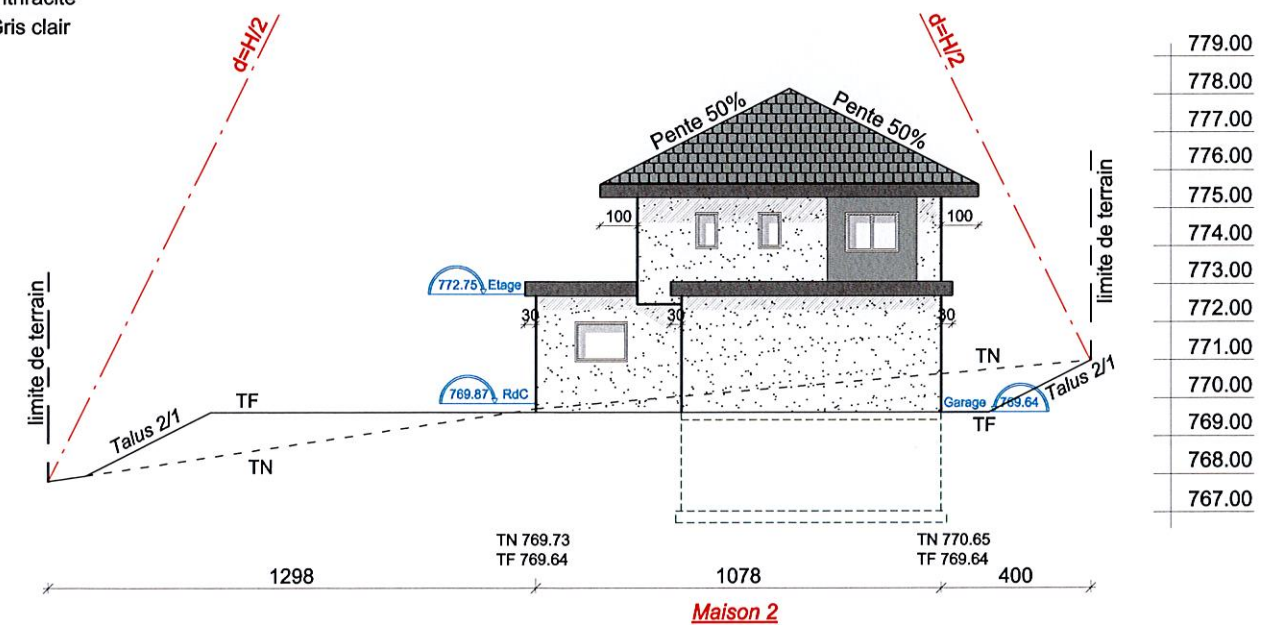 Gris clair
d=H/2
d=H/2
779.00
778.00
777.00
776.00
775.00
774.00
773.00
772.00
771.00
770.00
769.00
768.00
767.00
Pente 50%
Pente 50%
100
100
limite de terrain
limite de terrain
772.75 Etage
30
30
30
TN
769.87 RdC
TF
Talus 2/1
TN
Garage 769.64
Talus 2/1
TF
TN 769.73
TF 769.64
TN 770.65
TF 769.64
1298
1078
400
Maison 2